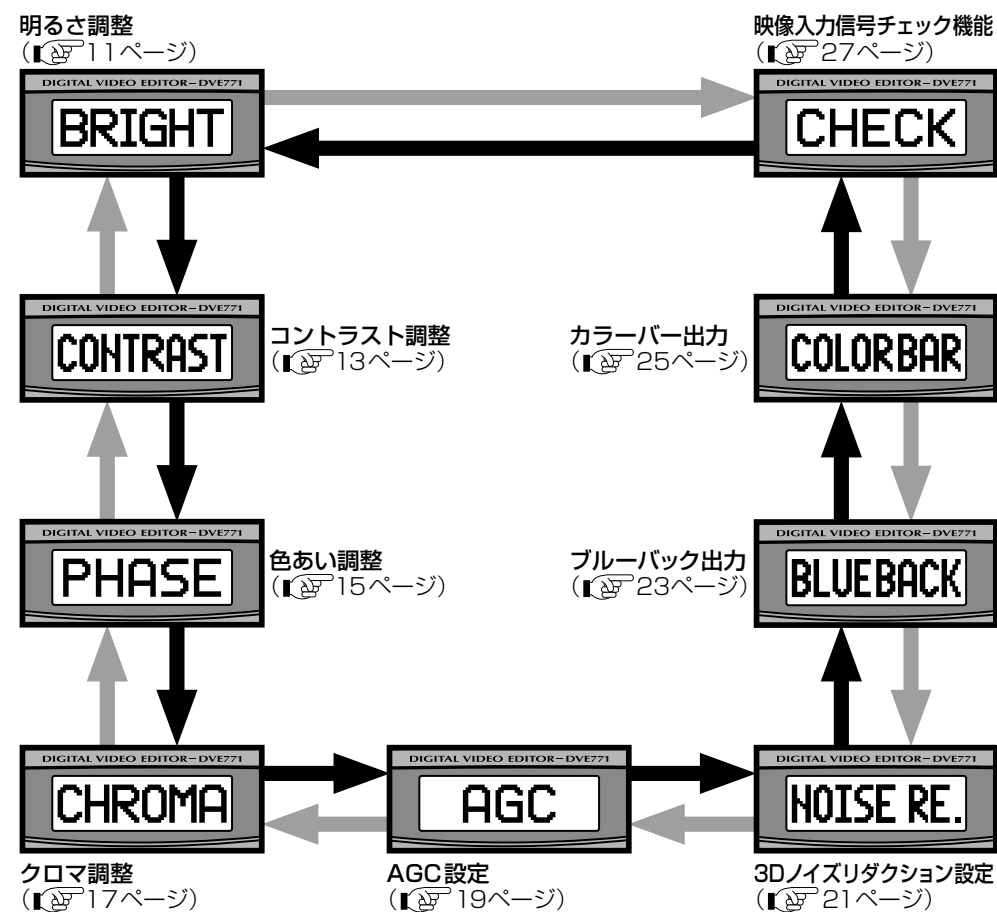 明るさ調整
(☞11ページ)
DIGITAL VIDEO EDITOR–DVE771
BRIGHT
映像入力信号チェック機能
(☞27ページ)
DIGITAL VIDEO EDITOR–DVE771
CHECK
DIGITAL VIDEO EDITOR–DVE771
CONTRAST
コントラスト調整
(☞13ページ)
カラーバー出力
(☞25ページ)
DIGITAL VIDEO EDITOR–DVE771
COLORBAR
DIGITAL VIDEO EDITOR–DVE771
PHASE
色あい調整
(☞15ページ)
ブルーバック出力
(☞23ページ)
DIGITAL VIDEO EDITOR–DVE771
BLUEBACK
DIGITAL VIDEO EDITOR–DVE771
CHROMA
クロマ調整
(☞17ページ)
DIGITAL VIDEO EDITOR–DVE771
AGC
AGC設定
(☞19ページ)
DIGITAL VIDEO EDITOR–DVE771
NOISE RE.
3Dノイズリダクション設定
(☞21ページ)